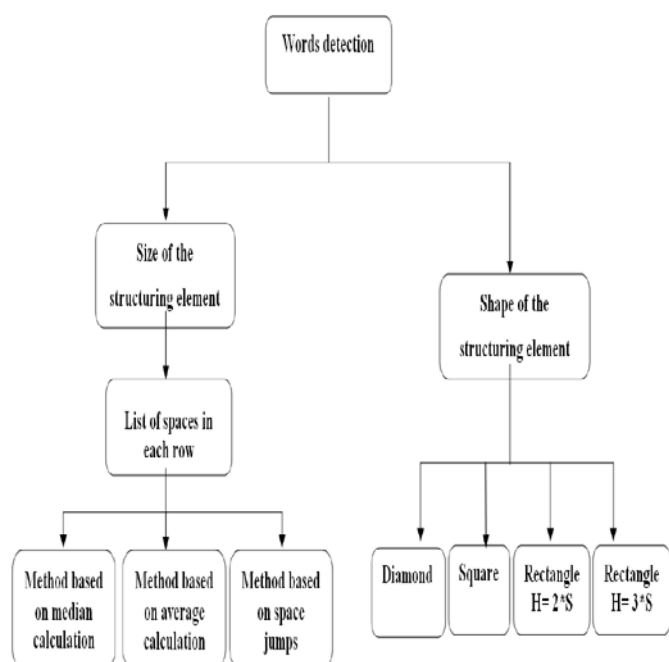 Words detection
Size of the
structuring element
Shape of the
structuring element
List of spaces in
each row
Method based
on median
calculation
Method based
on average
calculation
Method based
on space
jumps
Diamond
Square
Rectangle
H= 2*S
Rectangle
H= 3*S